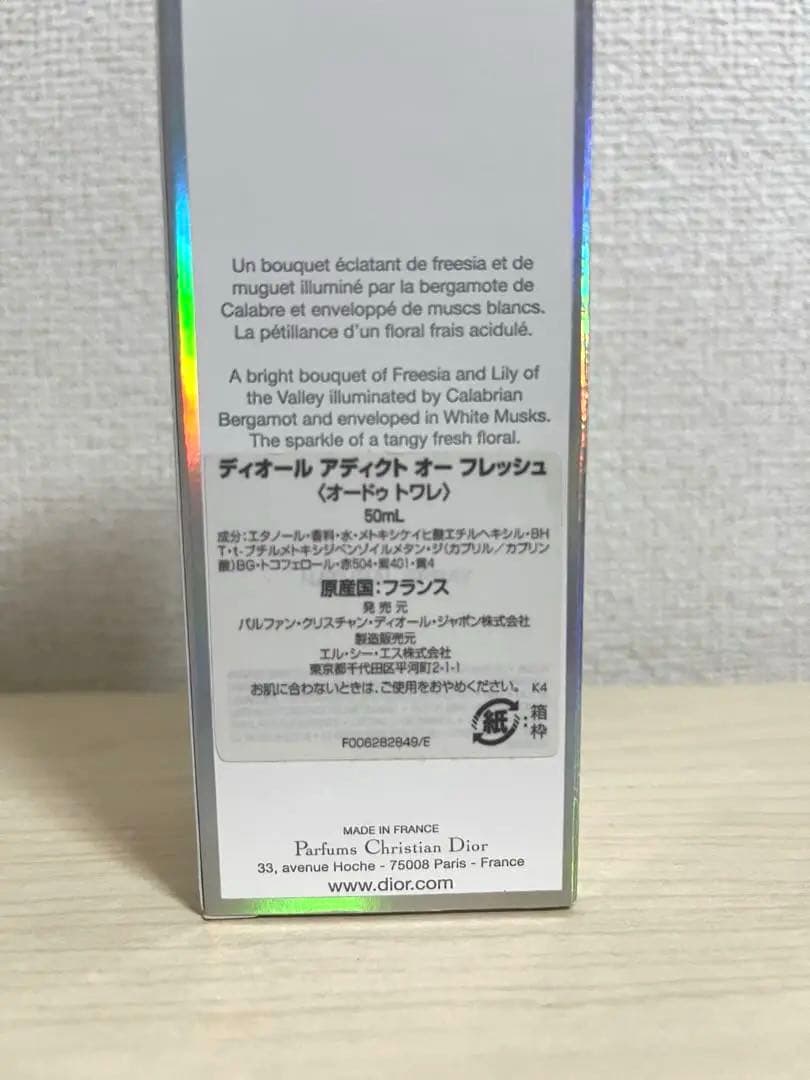 Un bouquet éclatant de freesia et de
muguet illuminé par la bergamote de
Calabre et enveloppé de muscs blancs.
La pétillance d'un floral frais acidulé.
A bright bouquet of Freesia and Lily of
the Valley illuminated by Calabrian
Bergamot and enveloped in White Musks.
The sparkle of a tangy fresh floral.
ディオール アディクト オー フレッシュ
〈オードゥ トワレ〉
50mL
成分:エタノール・香料・水・メトキシケイヒ酸エチルヘキシル・BH
T・t-ブチルメトキシジベンゾイルメタン・ジ(カプリル/カプリン
酸)BG・トコフェロール・赤504・紫401・黄4
原産国:フランス
発売元
パルファン・クリスチャン・ディオール・ジャポン株式会社
製造販売元
エル・シー・エス株式会社
東京都千代田区平河町2-1-1
お肌に合わないときは、ご使用をおやめください。 K4
紙:箱
枠
F006282849/E
MADE IN FRANCE
Parfums Christian Dior
33, avenue Hoche - 75008 Paris - France
www.dior.com